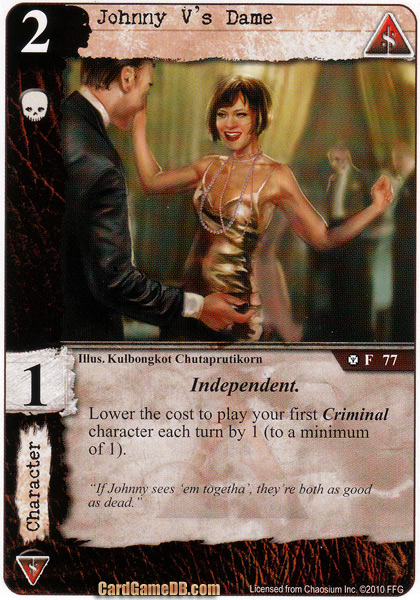 2
Johnny V's Dame
Illus. Kulbongkot Chutaprutikorn
F 77
1
Independent.
Lower the cost to play your first Criminal
character each turn by 1 (to a minimum
of 1).
"If Johnny sees 'em togetha', they're both as good
as dead."
Character
CardGameDB.com
Licensed from Chaosium Inc. ©2010 FFG